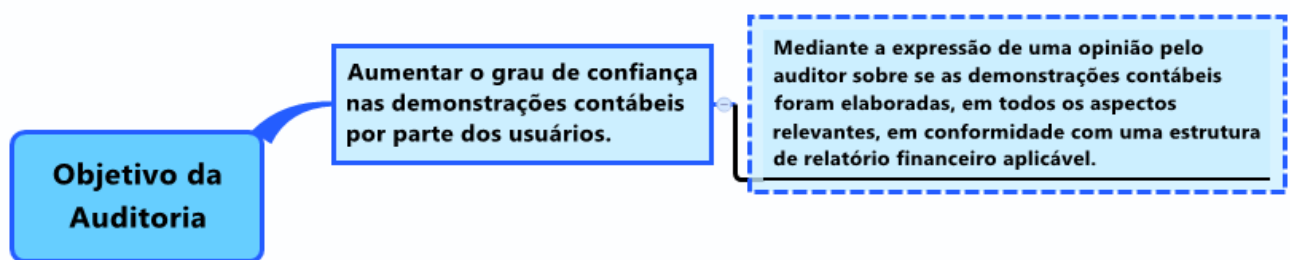 Objetivo da
Auditoria
Aumentar o grau de confiança
nas demonstrações contábeis
por parte dos usuários.
Mediante a expressão de uma opinião pelo
auditor sobre se as demonstrações contábeis
foram elaboradas, em todos os aspectos
relevantes, em conformidade com uma estrutura
de relatório financeiro aplicável.